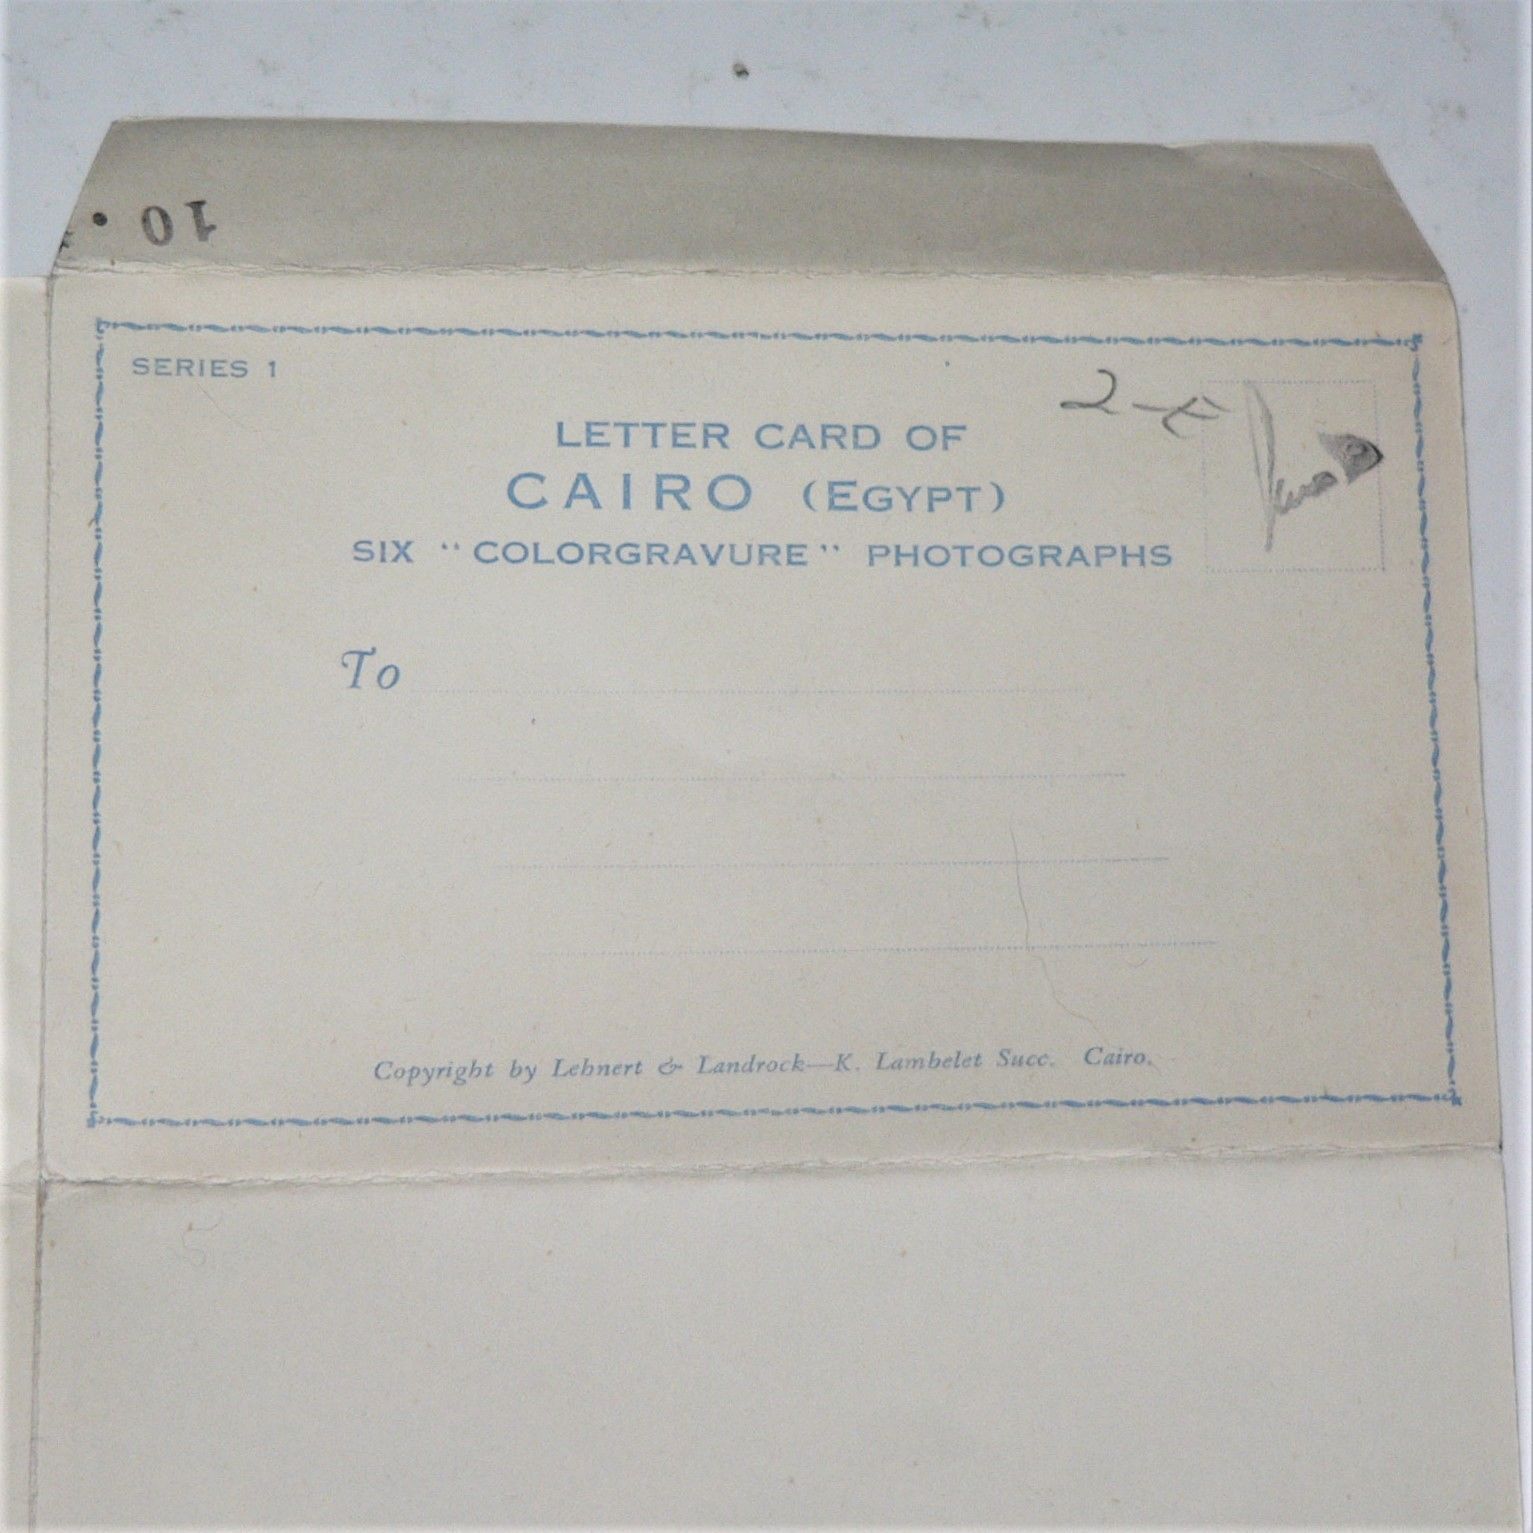 10.
SERIES 1
LETTER CARD OF
CAIRO (EGYPT)
SIX "COLORGRAVURE" PHOTOGRAPHS
To
Copyright by Lehnert & Landrock—K. Lambelet Succ. Cairo.